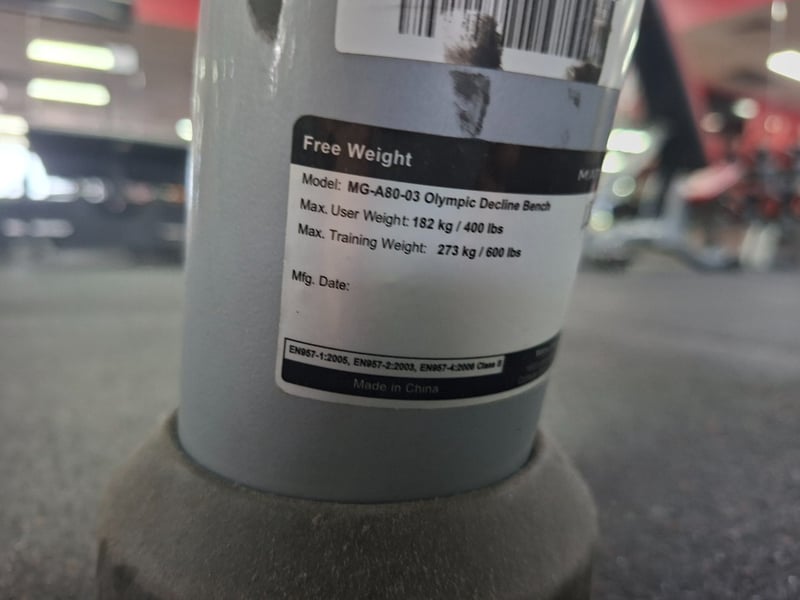 Free Weight
Model: MG-A80-03 Olympic Decline Bench
Max. User Weight: 182 kg / 400 lbs
Max. Training Weight: 273 kg / 600 lbs
Mfg. Date:
EN957-1:2005, EN957-2:2003, EN957-4:2006 Class S
Made in China